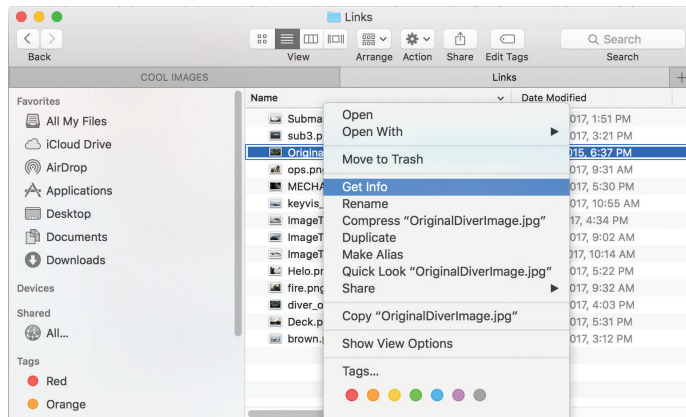 Links
Back
View
Arrange
Action
Share
Edit Tags
Search
Search
COOL IMAGES
Links
+
Favorites
All My Files
iCloud Drive
AirDrop
Applications
Desktop
Documents
Downloads
Devices
Shared
All...
Tags
Red
Orange
Name
Date Modified
Subma 017, 1:51 PM
sub3.p 017, 3:21 PM
Origina 015, 6:37 PM
ops.pn 017, 9:31 AM
MECHA 017, 5:30 PM
keyvis_ 017, 10:55 AM
ImageT 17, 4:34 PM
ImageT 017, 9:02 AM
ImageT 017, 10:14 AM
Helo.pr 017, 5:22 PM
fire.png 017, 9:32 AM
diver_o 017, 4:03 PM
Deck.p 017, 5:31 PM
brown.p 017, 3:12 PM
Open
Open With
Move to Trash
Get Info
Rename
Compress “OriginalDiverImage.jpg”
Duplicate
Make Alias
Quick Look “OriginalDiverImage.jpg”
Share
Copy “OriginalDiverImage.jpg”
Show View Options
Tags...